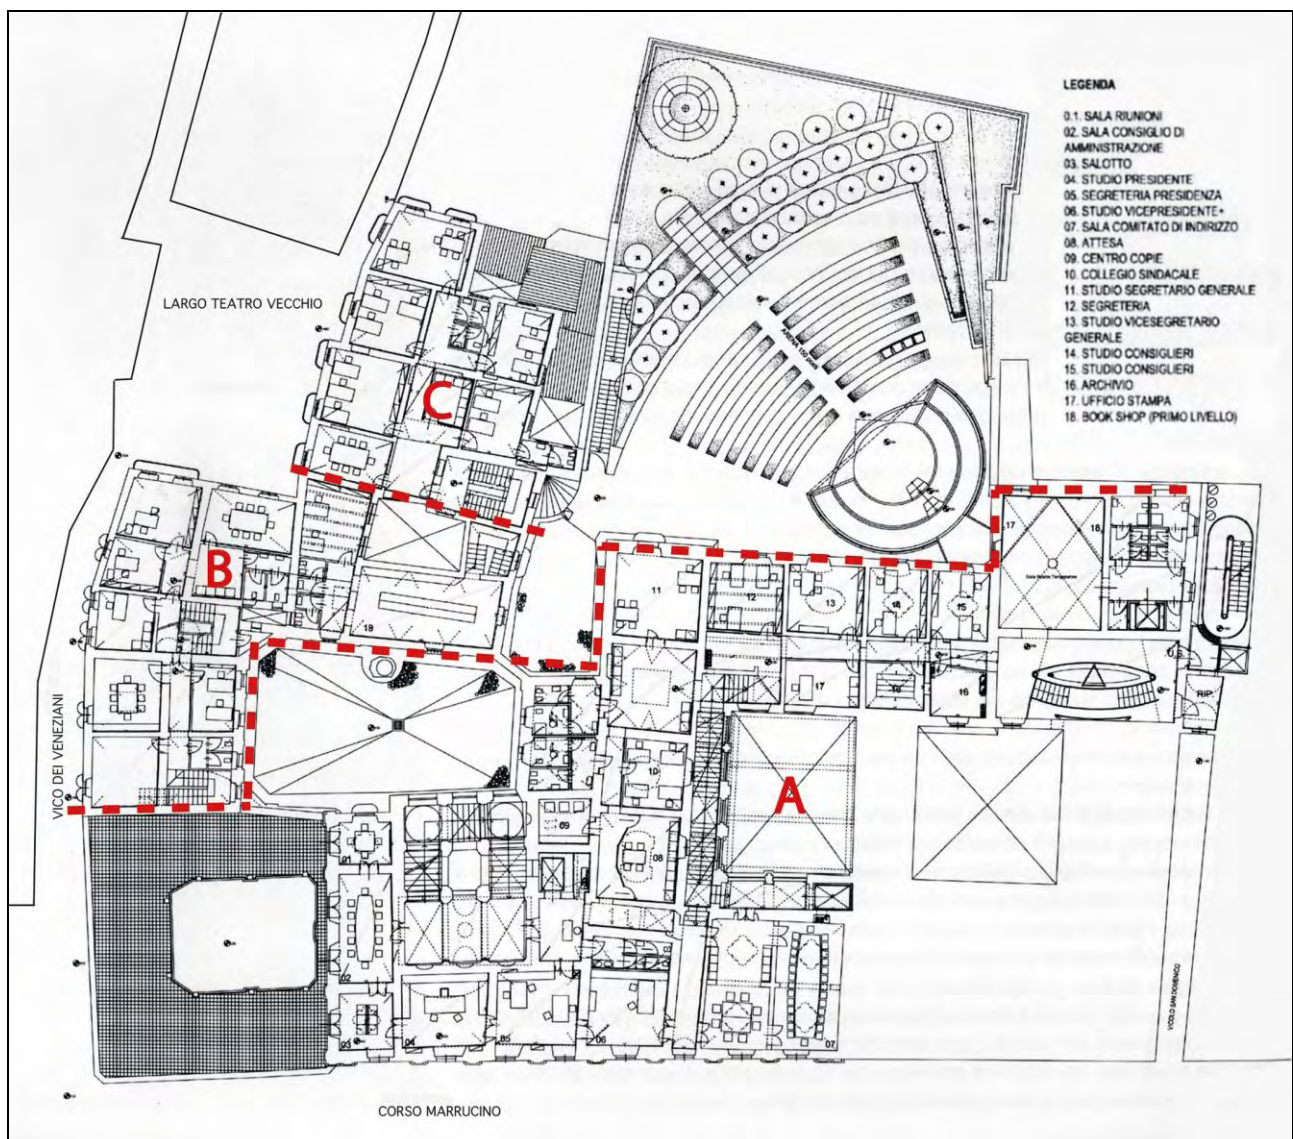 LEGENDA
0.1. SALA RIUNIONI
02. SALA CONSIGLIO DI
AMMINISTRAZIONE
03. SALOTTO
04. STUDIO PRESIDENTE
05. SEGRETERIA PRESIDENZA
06. STUDIO VICEPRESIDENTE+
07. SALA COMITATO DI INDIRIZZO
08. ATTESA
09. CENTRO COPIE
10. COLLEGIO SINDACALE
11. STUDIO SEGRETARIO GENERALE
12. SEGRETERIA
13. STUDIO VICESEGRETARIO
GENERALE
14. STUDIO CONSIGLIERI
15. STUDIO CONSIGLIERI
16. ARCHIVIO
17. UFFICIO STAMPA
18. BOOK SHOP (PRIMO LIVELLO)
LARGO TEATRO VECCHIO
C
B
17
18
11
12
13
14
15
18
U.S.
RIP.
17
16
VICO DEI VENEZIANI
10
A
01
09
08
02
03
04
05
06
07
VICOLO SAN DOMENICO
CORSO MARRUCINO